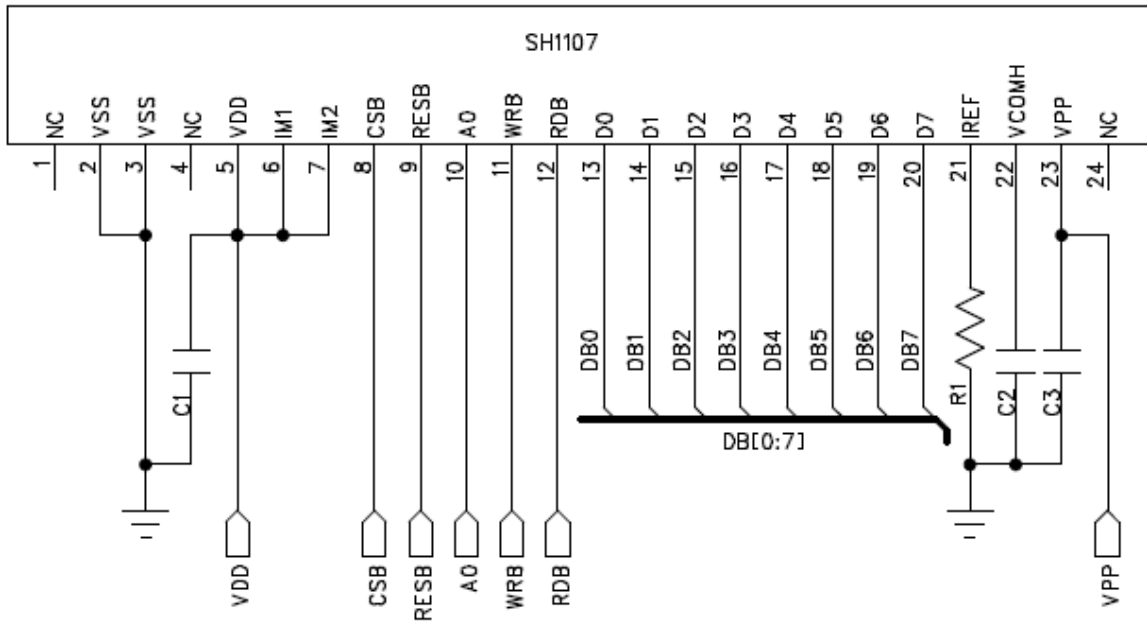 SH1107
NC VSS VSS NC VDD IM1 IM2 CSB RESB A0 WRB RDB D0 D1 D2 D3 D4 D5 D6 D7 IREF VCOMH VPP NC
1 2 3 4 5 6 7 8 9 10 11 12 13 14 15 16 17 18 19 20 21 22 23 24
DB0 DB1 DB2 DB3 DB4 DB5 DB6 DB7
C1 R1 C2 C3
DB[0:7]
VDD CSB RESB A0 WRB RDB VPP